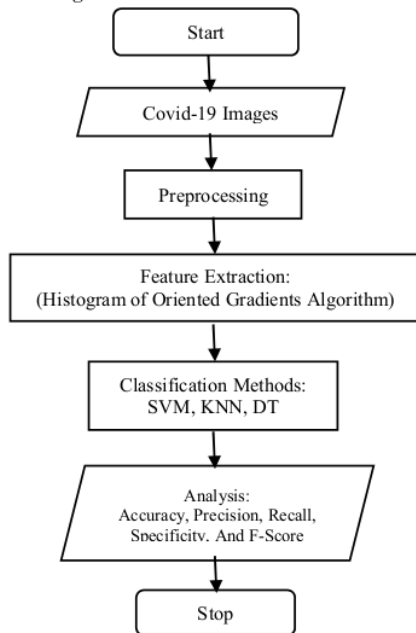 Start
Covid-19 Images
Preprocessing
Feature Extraction:
(Histogram of Oriented Gradients Algorithm)
Classification Methods:
SVM, KNN, DT
Analysis:
Accuracy, Precision, Recall,
Specificity, And F-Score
Stop